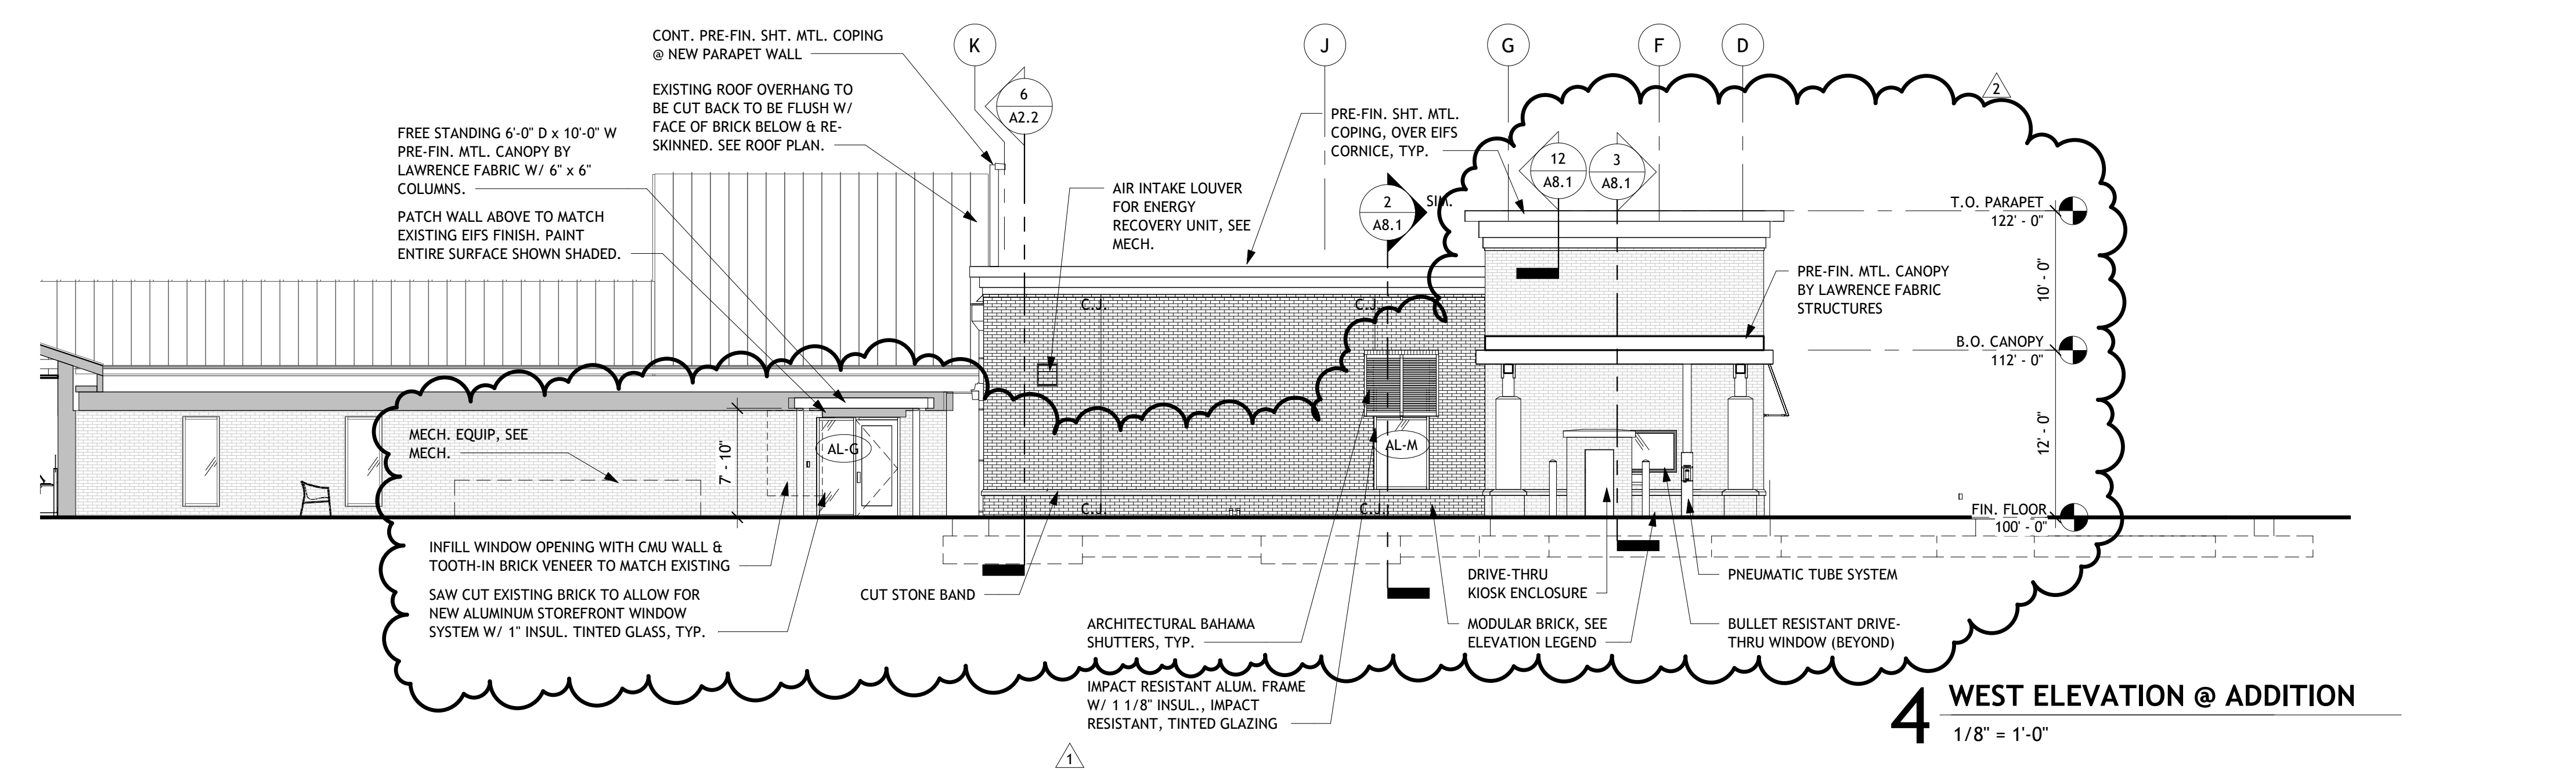 CONT. PRE-FIN. SHT. MTL. COPING
@ NEW PARAPET WALL
EXISTING ROOF OVERHANG TO
BE CUT BACK TO BE FLUSH W/
FACE OF BRICK BELOW & RE-
SKINNED. SEE ROOF PLAN.
FREE STANDING 6'-0" D x 10'-0" W
PRE-FIN. MTL. CANOPY BY
LAWRENCE FABRIC W/ 6" x 6"
COLUMNS.
PATCH WALL ABOVE TO MATCH
EXISTING EIFS FINISH. PAINT
ENTIRE SURFACE SHOWN SHADED.
K
J
G
F
D
6
A2.2
2
PRE-FIN. SHT. MTL.
COPING, OVER EIFS
CORNICE, TYP.
12
A8.1
3
A8.1
AIR INTAKE LOUVER
FOR ENERGY
RECOVERY UNIT, SEE
MECH.
2
A8.1
SIM.
T.O. PARAPET
122' - 0"
10' - 0"
PRE-FIN. MTL. CANOPY
BY LAWRENCE FABRIC
STRUCTURES
C.J.
C.J.
B.O. CANOPY
112' - 0"
12' - 0"
MECH. EQUIP, SEE
MECH.
7' - 10"
AL-G
AL-M
C.J.
C.J.
FIN. FLOOR
100' - 0"
INFILL WINDOW OPENING WITH CMU WALL &
TOOTH-IN BRICK VENEER TO MATCH EXISTING
SAW CUT EXISTING BRICK TO ALLOW FOR
NEW ALUMINUM STOREFRONT WINDOW
SYSTEM W/ 1" INSUL. TINTED GLASS, TYP.
CUT STONE BAND
DRIVE-THRU
KIOSK ENCLOSURE
PNEUMATIC TUBE SYSTEM
ARCHITECTURAL BAHAMA
SHUTTERS, TYP.
MODULAR BRICK, SEE
ELEVATION LEGEND
BULLET RESISTANT DRIVE-
THRU WINDOW (BEYOND)
IMPACT RESISTANT ALUM. FRAME
W/ 1 1/8" INSUL., IMPACT
RESISTANT, TINTED GLAZING
1
4
WEST ELEVATION @ ADDITION
1/8" = 1'-0"